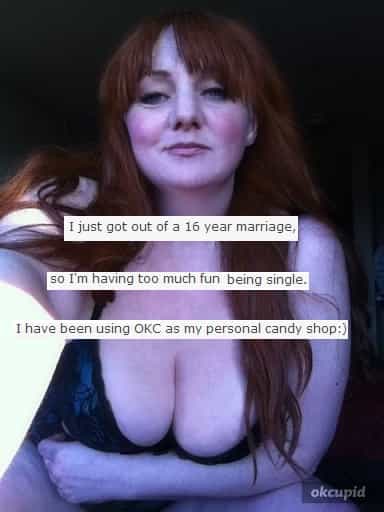 I just got out of a 16 year marriage,
so I'm having too much fun being single.
I have been using OKC as my personal candy shop:)
okcupid